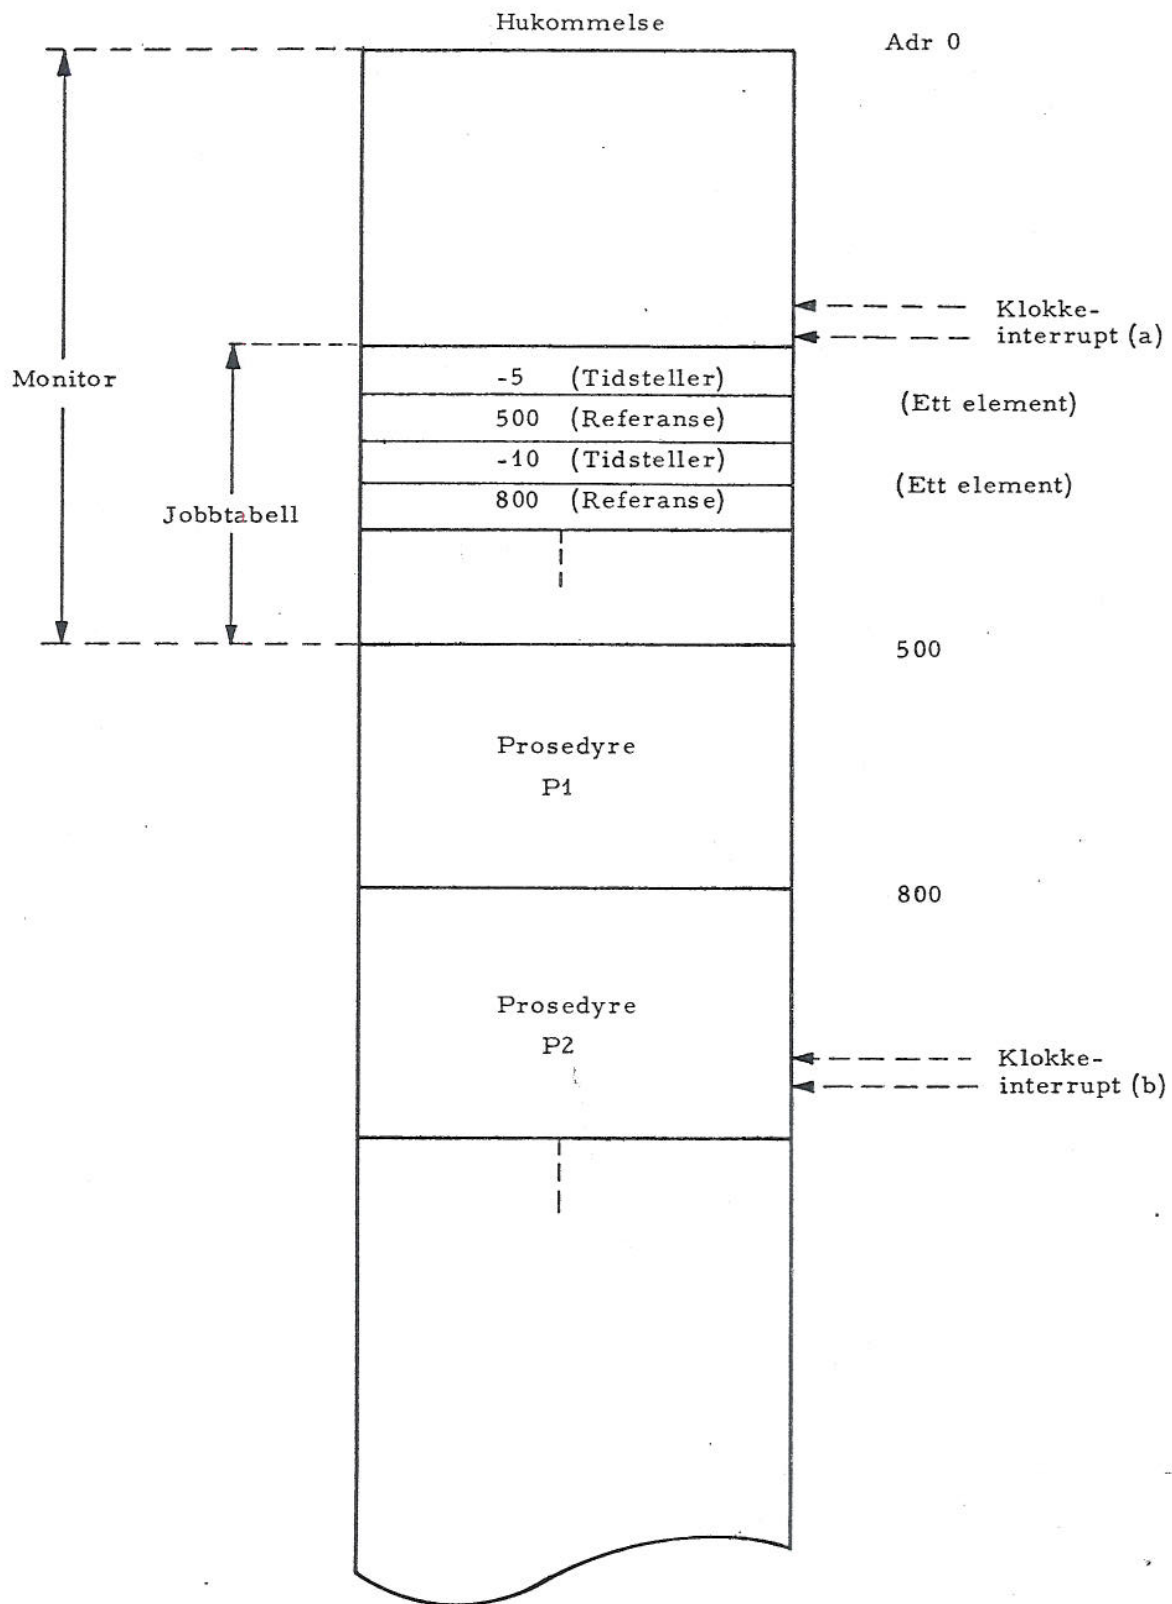 Hukommelse
Adr 0
Klokke-
interrupt (a)
Monitor
-5 (Tidsteller)
(Ett element)
500 (Referanse)
-10 (Tidsteller)
(Ett element)
800 (Referanse)
Jobbtabell
500
Prosedyre
P1
800
Prosedyre
P2
Klokke-
interrupt (b)